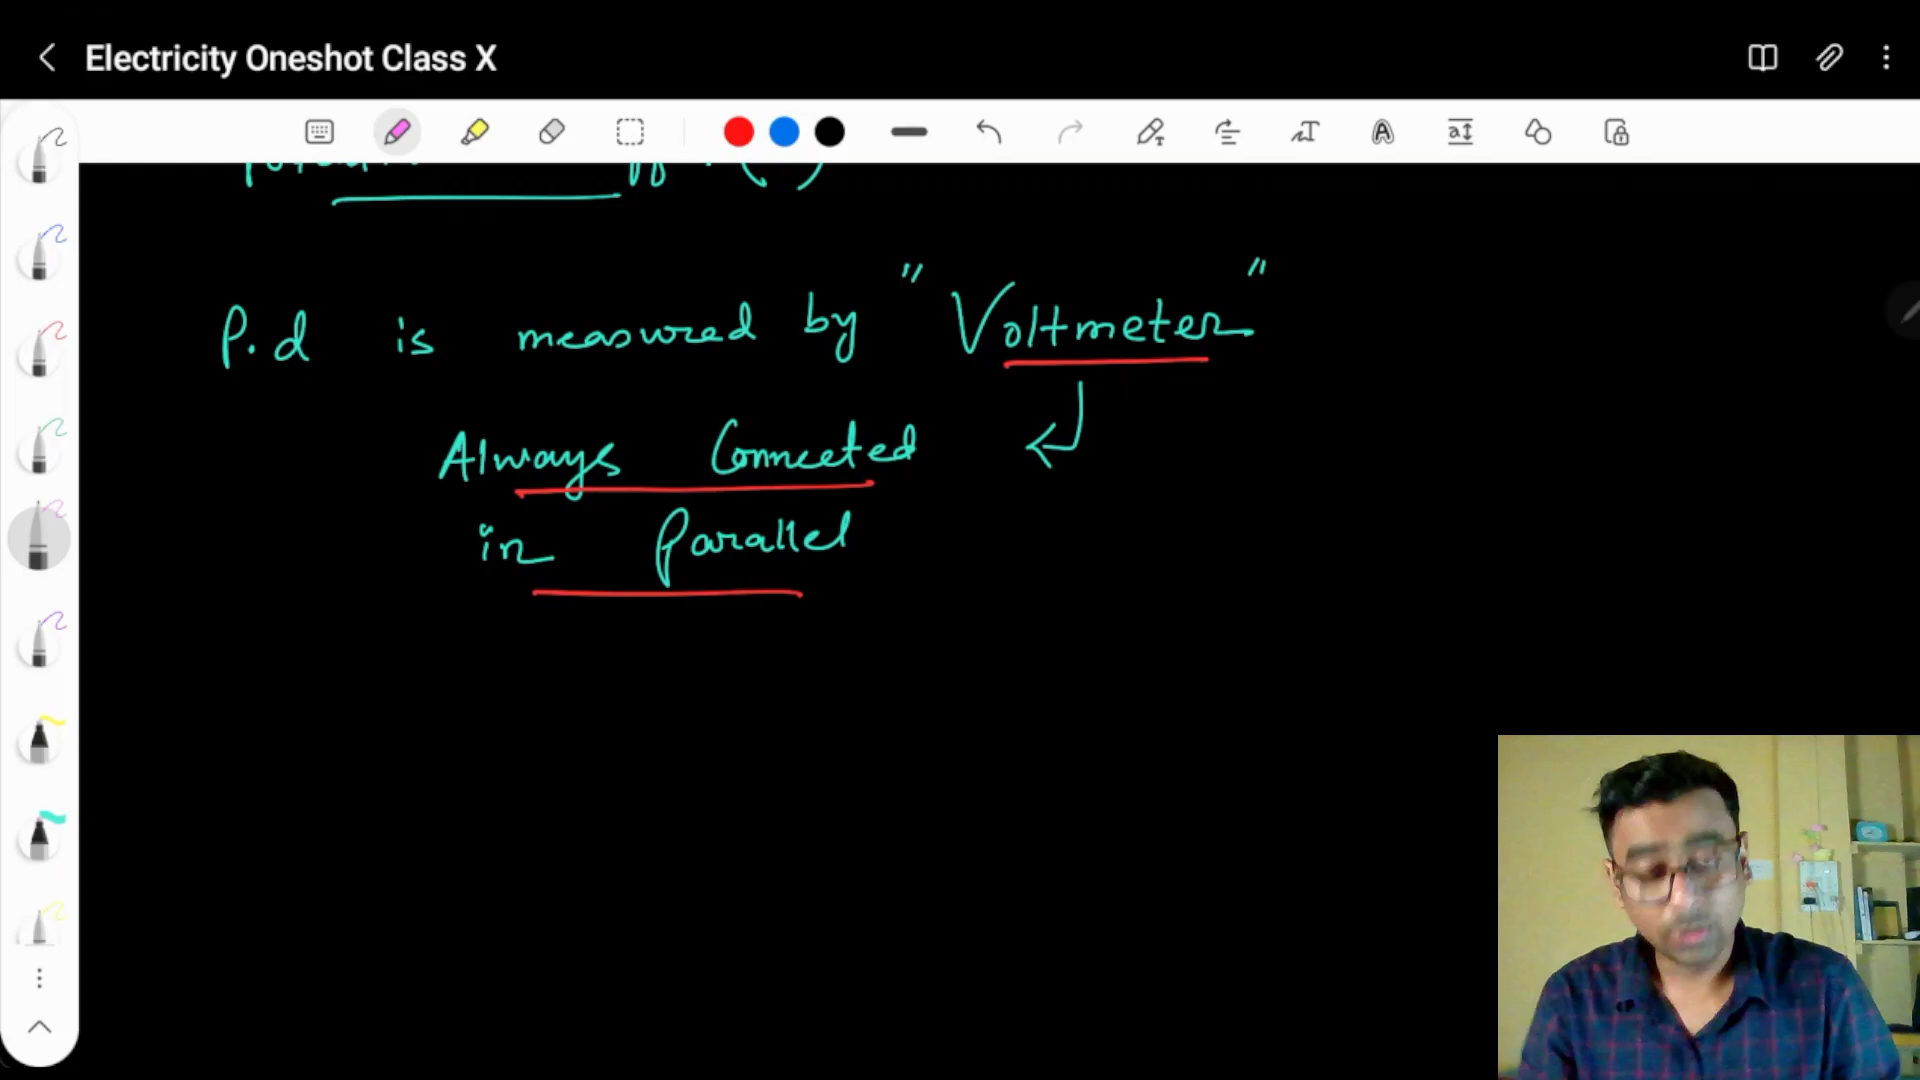 Electricity Oneshot Class X
P.d is measured by "Voltmeter"
Always Connected
in parallel